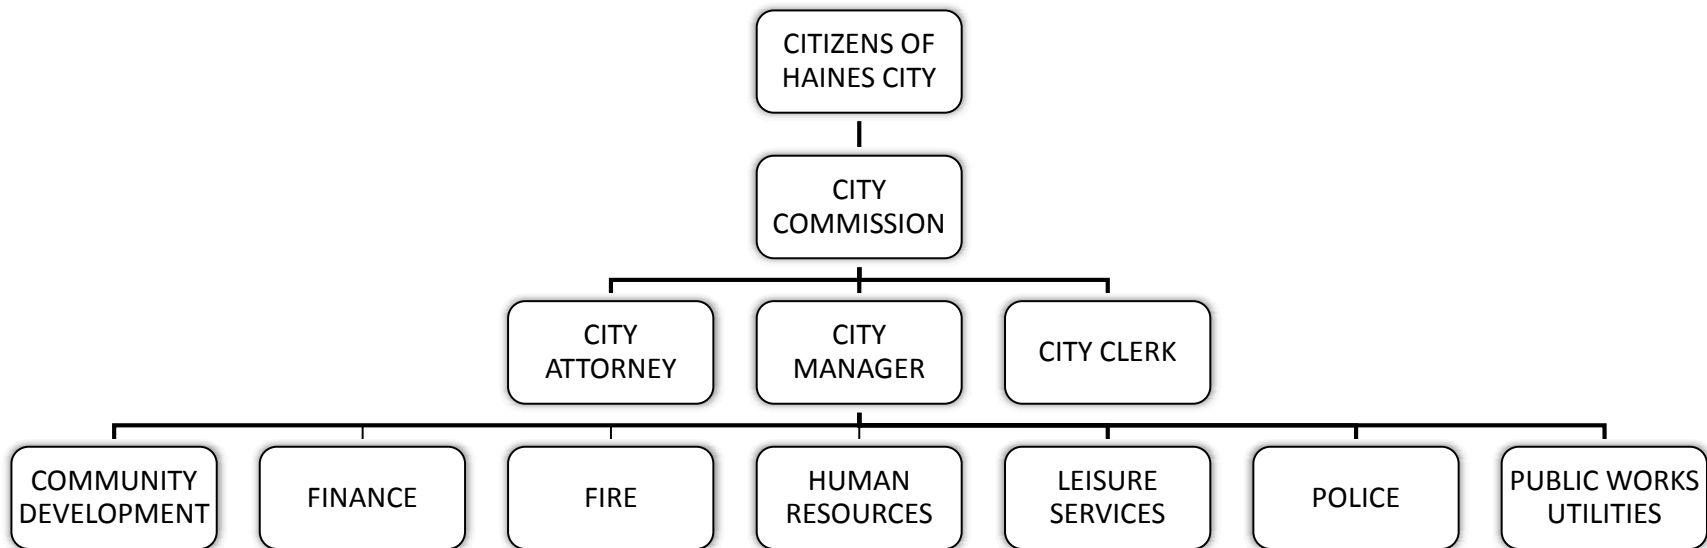 CITIZENS OF
HAINES CITY
CITY
COMMISSION
CITY
ATTORNEY
CITY
MANAGER
CITY CLERK
COMMUNITY
DEVELOPMENT
FINANCE
FIRE
HUMAN
RESOURCES
LEISURE
SERVICES
POLICE
PUBLIC WORKS
UTILITIES